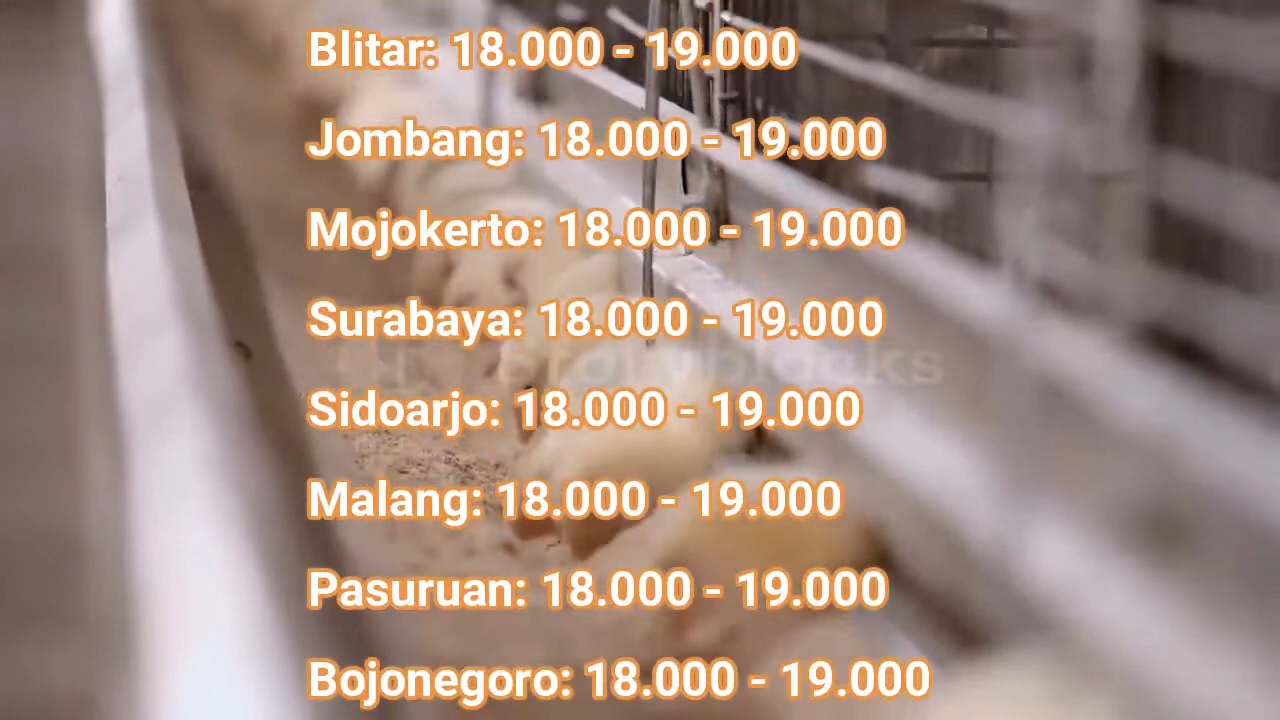 Blitar: 18.000 - 19.000
Jombang: 18.000 - 19.000
Mojokerto: 18.000 - 19.000
Surabaya: 18.000 - 19.000
storyblocks
Sidoarjo: 18.000 - 19.000
Malang: 18.000 - 19.000
Pasuruan: 18.000 - 19.000
Bojonegoro: 18.000 - 19.000